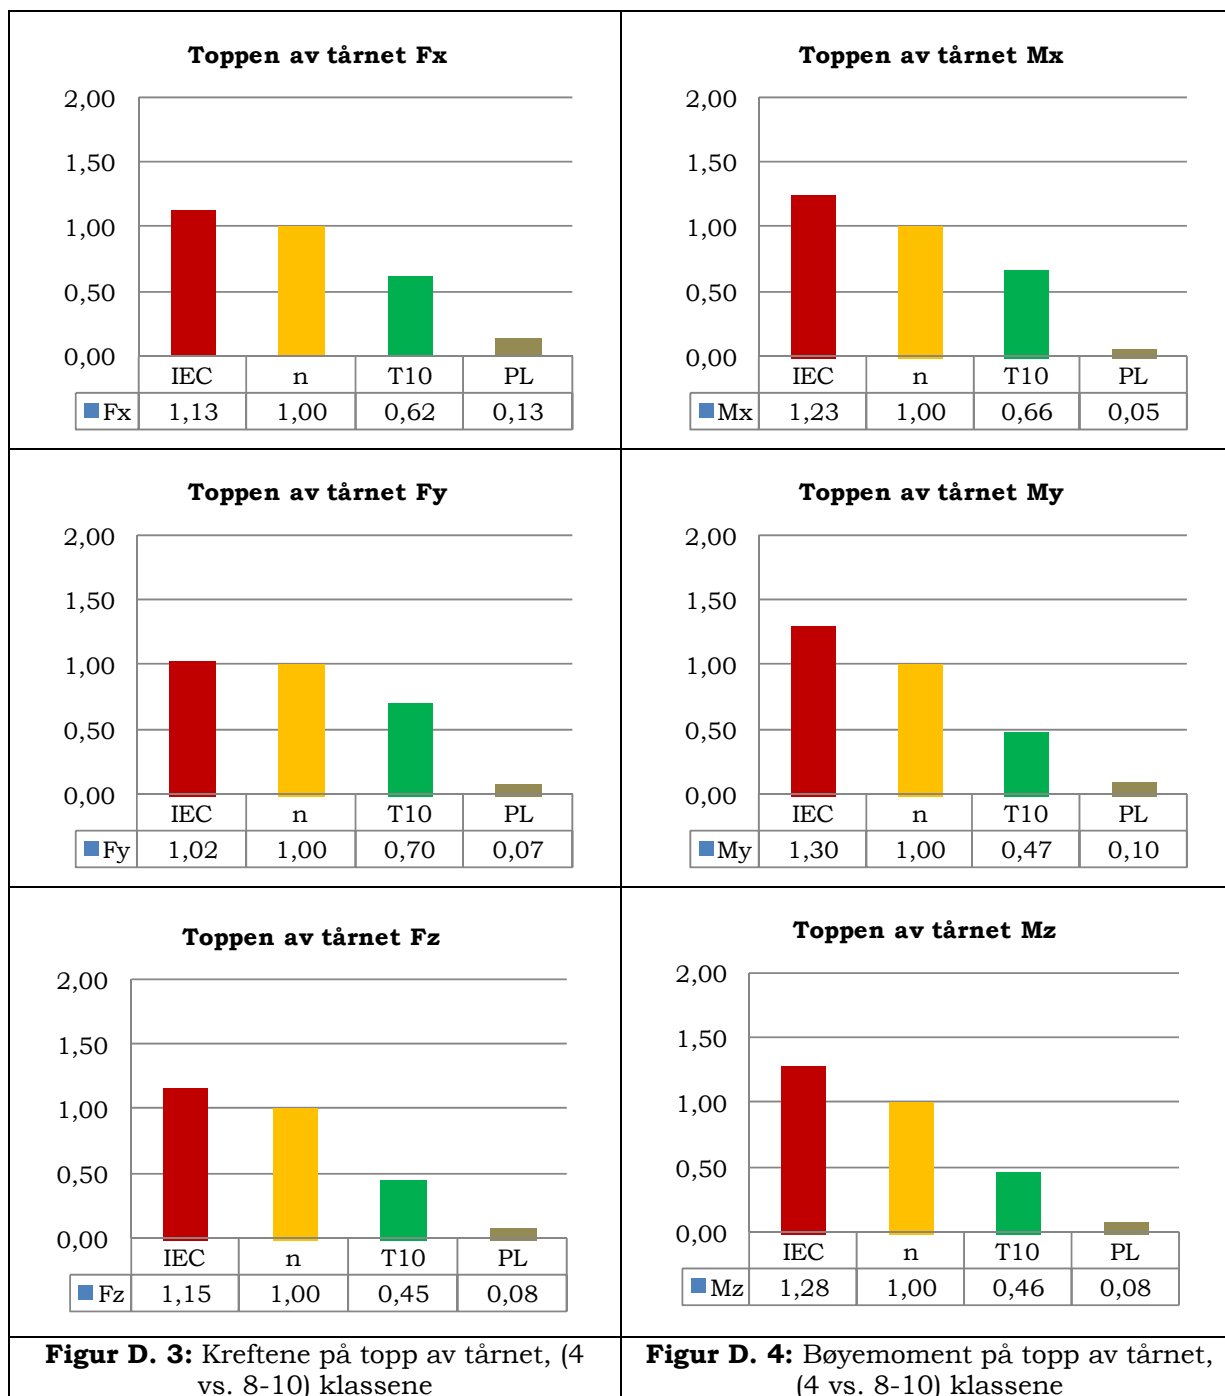 Toppen av tårnet Fx
2,00
1,50
1,00
0,50
0,00
IEC n T10 PL
Fx 1,13 1,00 0,62 0,13
Toppen av tårnet Mx
2,00
1,50
1,00
0,50
0,00
IEC n T10 PL
Mx 1,23 1,00 0,66 0,05
Toppen av tårnet Fy
2,00
1,50
1,00
0,50
0,00
IEC n T10 PL
Fy 1,02 1,00 0,70 0,07
Toppen av tårnet My
2,00
1,50
1,00
0,50
0,00
IEC n T10 PL
My 1,30 1,00 0,47 0,10
Toppen av tårnet Fz
2,00
1,50
1,00
0,50
0,00
IEC n T10 PL
Fz 1,15 1,00 0,45 0,08
Toppen av tårnet Mz
2,00
1,50
1,00
0,50
0,00
IEC n T10 PL
Mz 1,28 1,00 0,46 0,08
Figur D. 3: Kreftene på topp av tårnet, (4
vs. 8-10) klassene
Figur D. 4: Bøyemoment på topp av tårnet,
(4 vs. 8-10) klassene